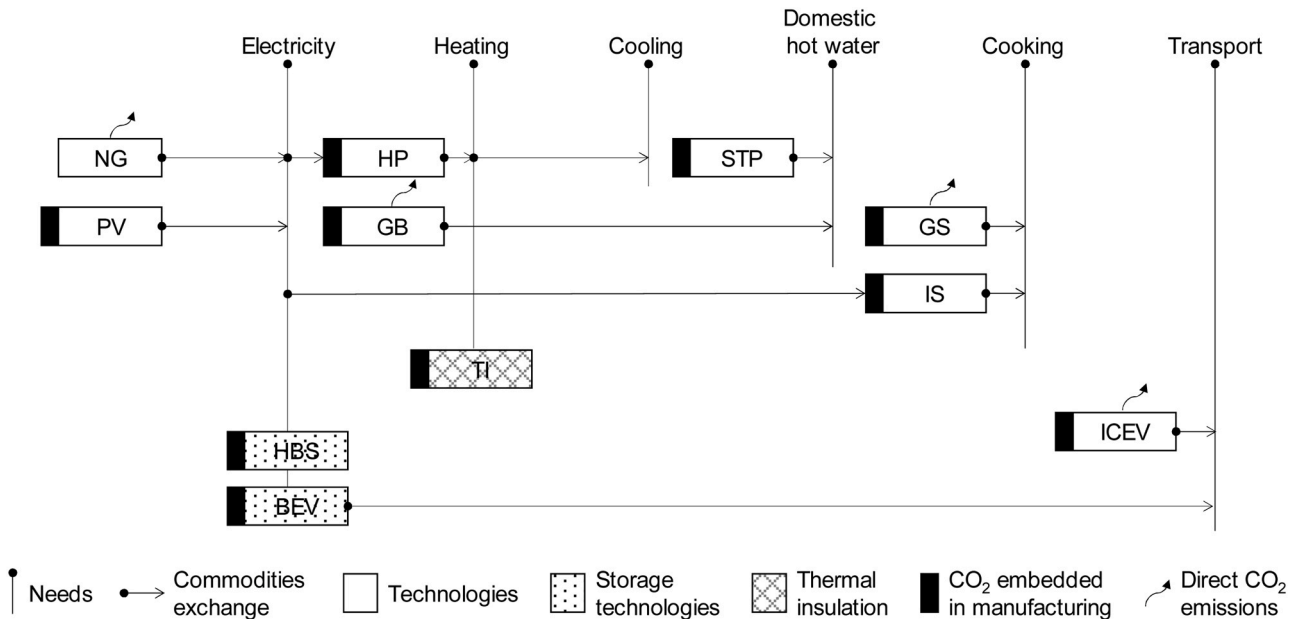 Domestic
hot water
Electricity
Heating
Cooling
Cooking
Transport
NG
HP
STP
PV
GB
GS
IS
TI
ICEV
HBS
BEV
Needs
Commodities
exchange
Technologies
Storage
technologies
Thermal
insulation
CO₂ embedded
in manufacturing
Direct CO₂
emissions